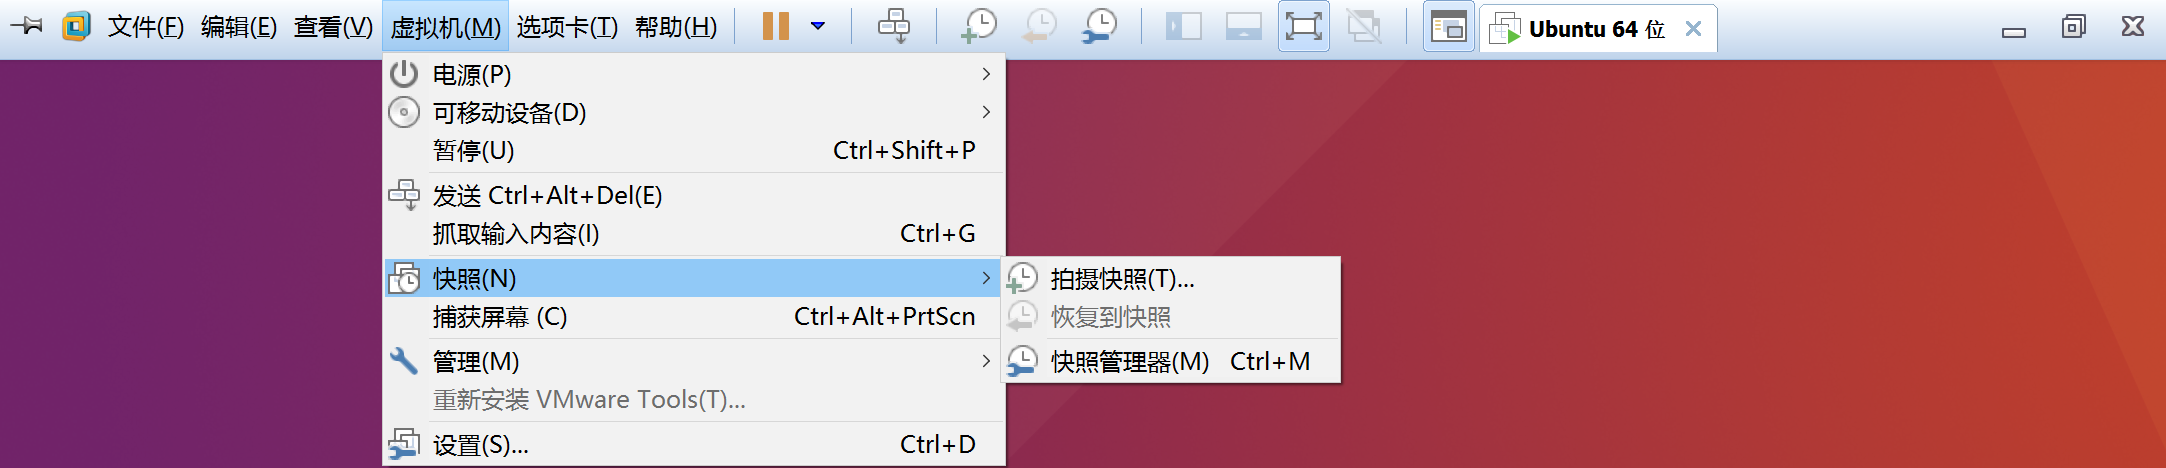 文件(F) 编辑(E) 查看(V) 虚拟机(M) 选项卡(T) 帮助(H) Ubuntu 64 位
电源(P)
可移动设备(D)
暂停(U) Ctrl+Shift+P
发送 Ctrl+Alt+Del(E)
抓取输入内容(I) Ctrl+G
快照(N)
捕获屏幕 (C) Ctrl+Alt+PrtScn
管理(M)
重新安装 VMware Tools(T)...
设置(S)... Ctrl+D
拍摄快照(T)...
恢复到快照
快照管理器(M) Ctrl+M